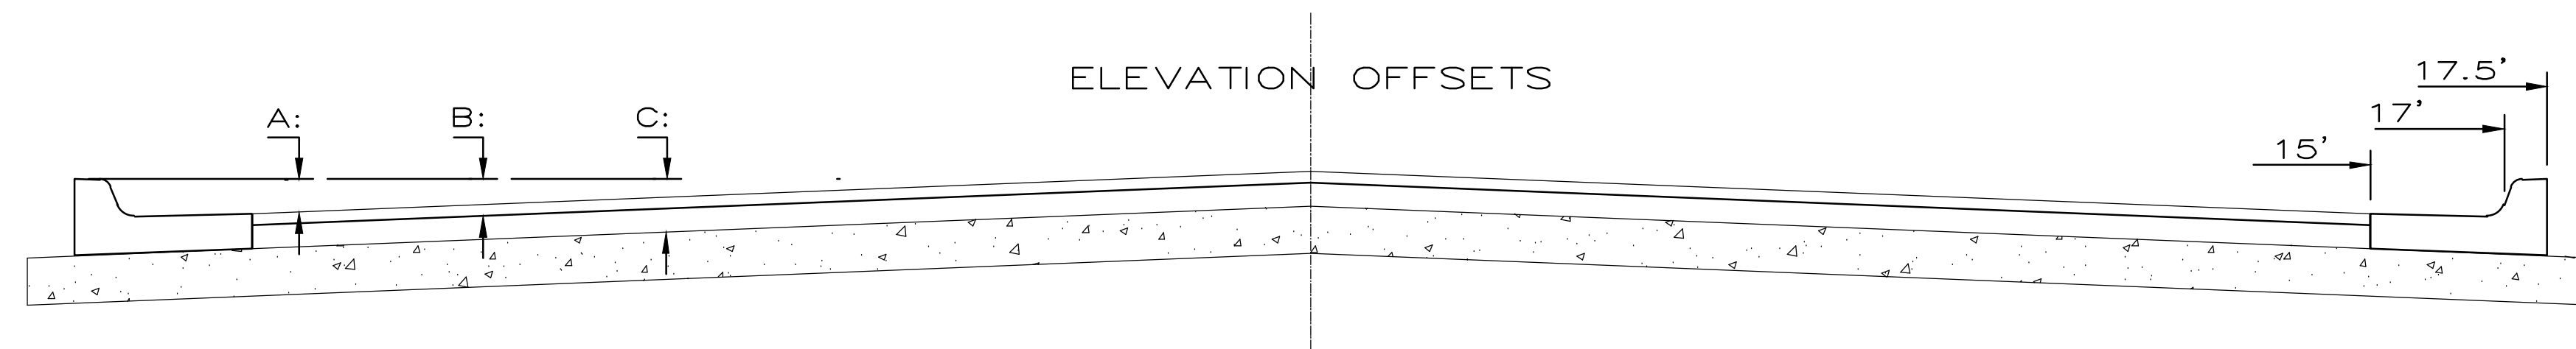 ELEVATION OFFSETS
17.5'
17'
15'
A:
B:
C: